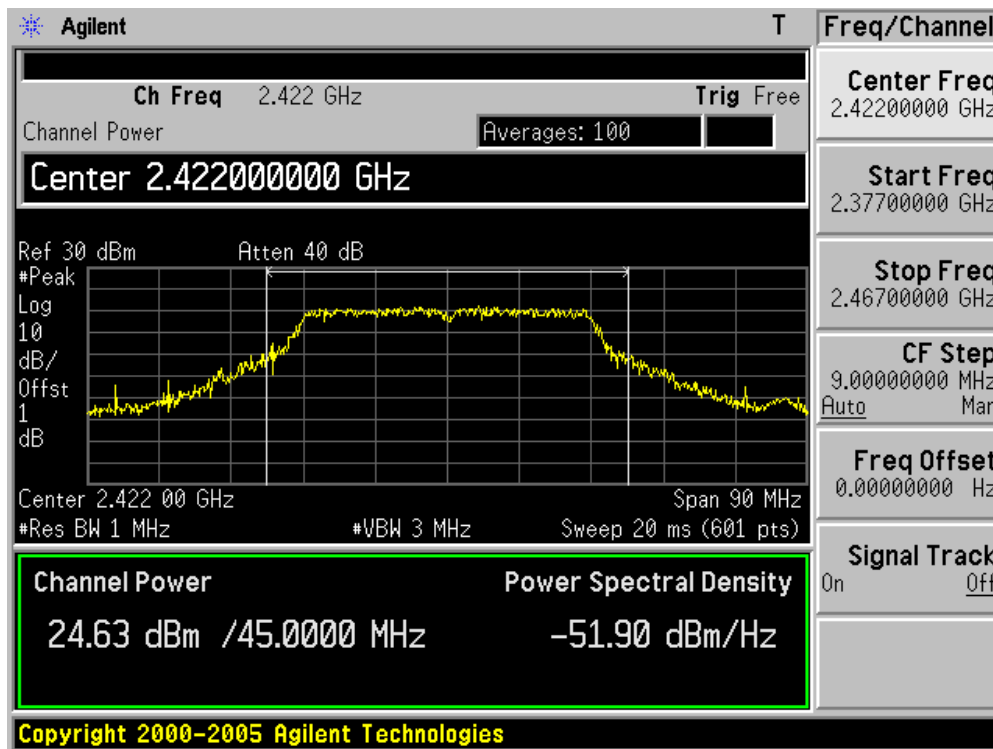 Agilent T
Ch Freq 2.422 GHz Trig Free
Channel Power Averages: 100
Center 2.422000000 GHz
Ref 30 dBm Atten 40 dB
#Peak
Log
10
dB/
Offst
1
dB
Center 2.422 00 GHz Span 90 MHz
#Res BW 1 MHz #VBW 3 MHz Sweep 20 ms (601 pts)
Channel Power Power Spectral Density
24.63 dBm /45.0000 MHz -51.90 dBm/Hz
Copyright 2000-2005 Agilent Technologies
Freq/Channel
Center Freq
2.42200000 GHz
Start Freq
2.37700000 GHz
Stop Freq
2.46700000 GHz
CF Step
9.00000000 MHz
Auto Man
Freq Offset
0.00000000 Hz
Signal Track
On Off